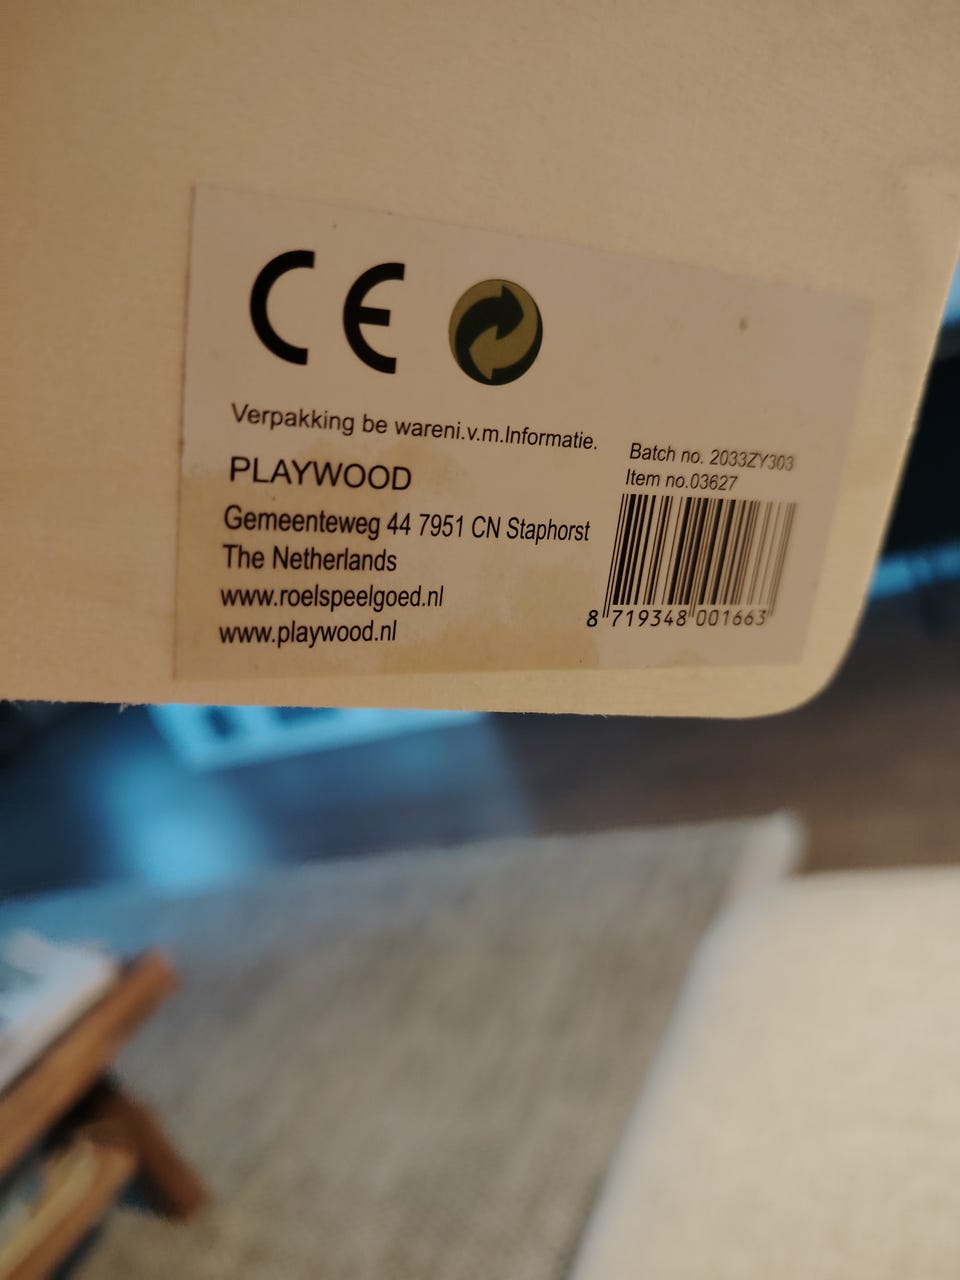 CE
Verpakking be wareni.v.m.Informatie.
PLAYWOOD
Gemeenteweg 44 7951 CN Staphorst
The Netherlands
www.roelspeelgoed.nl
www.playwood.nl
Batch no. 2033ZY303
Item no.03627
8 719348 001663